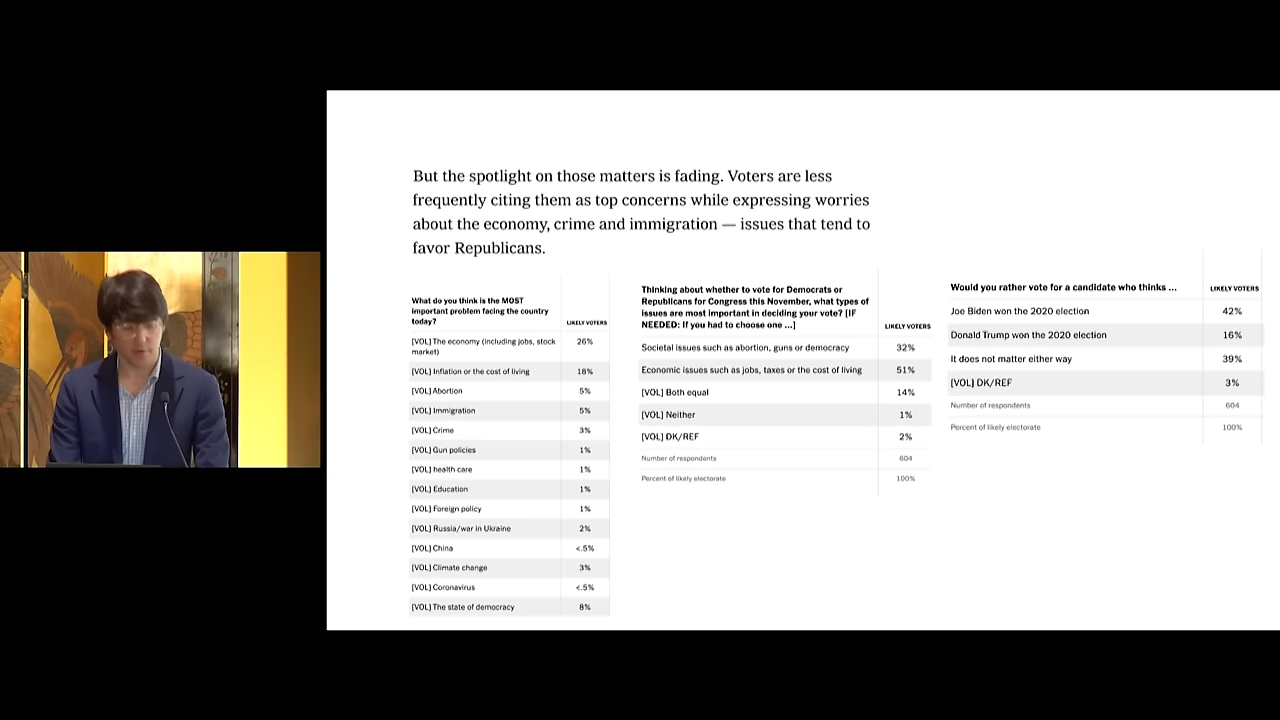 But the spotlight on those matters is fading. Voters are less
frequently citing them as top concerns while expressing worries
about the economy, crime and immigration — issues that tend to
favor Republicans.
What do you think is the MOST
important problem facing the country
today?
LIKELY VOTERS
[VOL] The economy (including jobs, stock
market)
26%
[VOL] Inflation or the cost of living 18%
[VOL] Abortion 5%
[VOL] Immigration 5%
[VOL] Crime 3%
[VOL] Gun policies 1%
[VOL] health care 1%
[VOL] Education 1%
[VOL] Foreign policy 1%
[VOL] Russia/war in Ukraine 2%
[VOL] China <.5%
[VOL] Climate change 3%
[VOL] Coronavirus <.5%
[VOL] The state of democracy 8%
Thinking about whether to vote for Democrats or
Republicans for Congress this November, what types of
issues are most important in deciding your vote? [IF
NEEDED: If you had to choose one ...]
LIKELY VOTERS
Societal issues such as abortion, guns or democracy 32%
Economic issues such as jobs, taxes or the cost of living 51%
[VOL] Both equal 14%
[VOL] Neither 1%
[VOL] DK/REF 2%
Number of respondents 604
Percent of likely electorate 100%
Would you rather vote for a candidate who thinks ... LIKELY VOTERS
Joe Biden won the 2020 election 42%
Donald Trump won the 2020 election 16%
It does not matter either way 39%
[VOL] DK/REF 3%
Number of respondents 604
Percent of likely electorate 100%